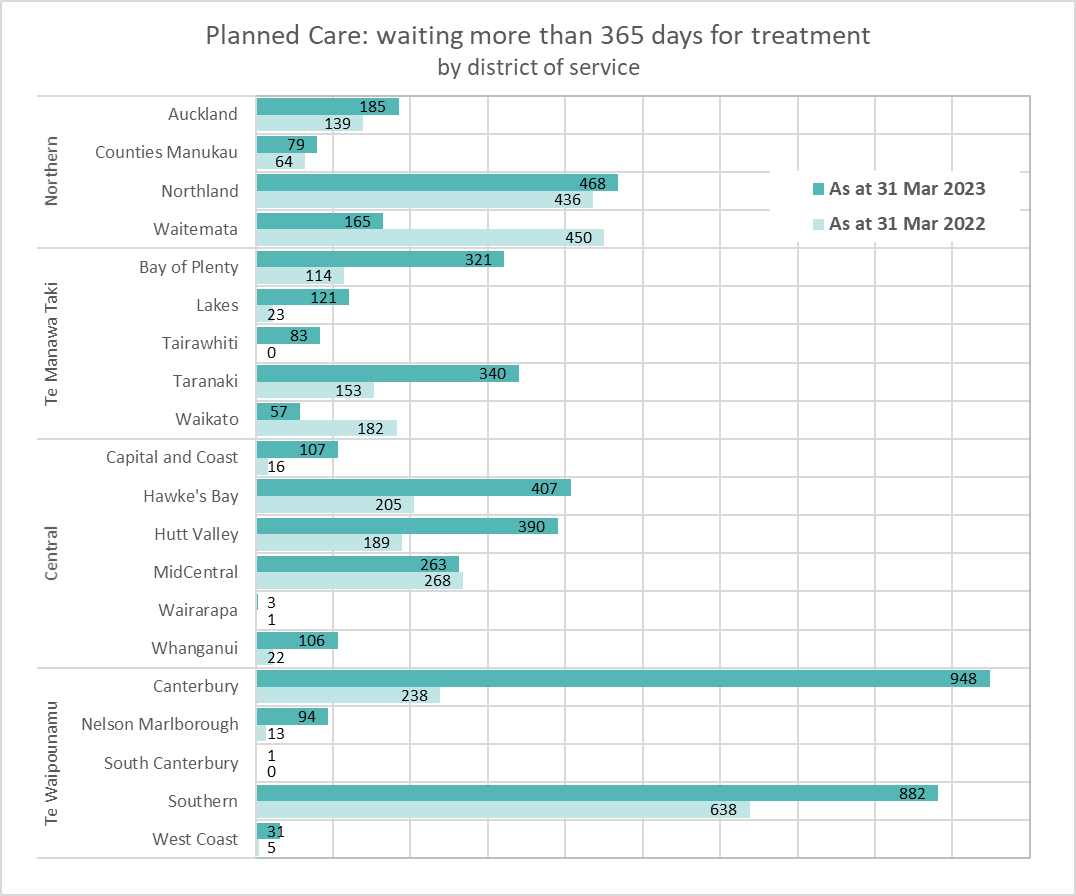 Planned Care: waiting more than 365 days for treatment
by district of service
Northern
Auckland
185
139
Counties Manukau
79
64
Northland
468
436
Waitemata
165
450
As at 31 Mar 2023
As at 31 Mar 2022
Te Manawa Taki
Bay of Plenty
321
114
Lakes
121
23
Tairawhiti
83
0
Taranaki
340
153
Waikato
57
182
Central
Capital and Coast
107
16
Hawke's Bay
407
205
Hutt Valley
390
189
MidCentral
263
268
Wairarapa
3
1
Whanganui
106
22
Te Waipounamu
Canterbury
948
238
Nelson Marlborough
94
13
South Canterbury
1
0
Southern
882
638
West Coast
31
5